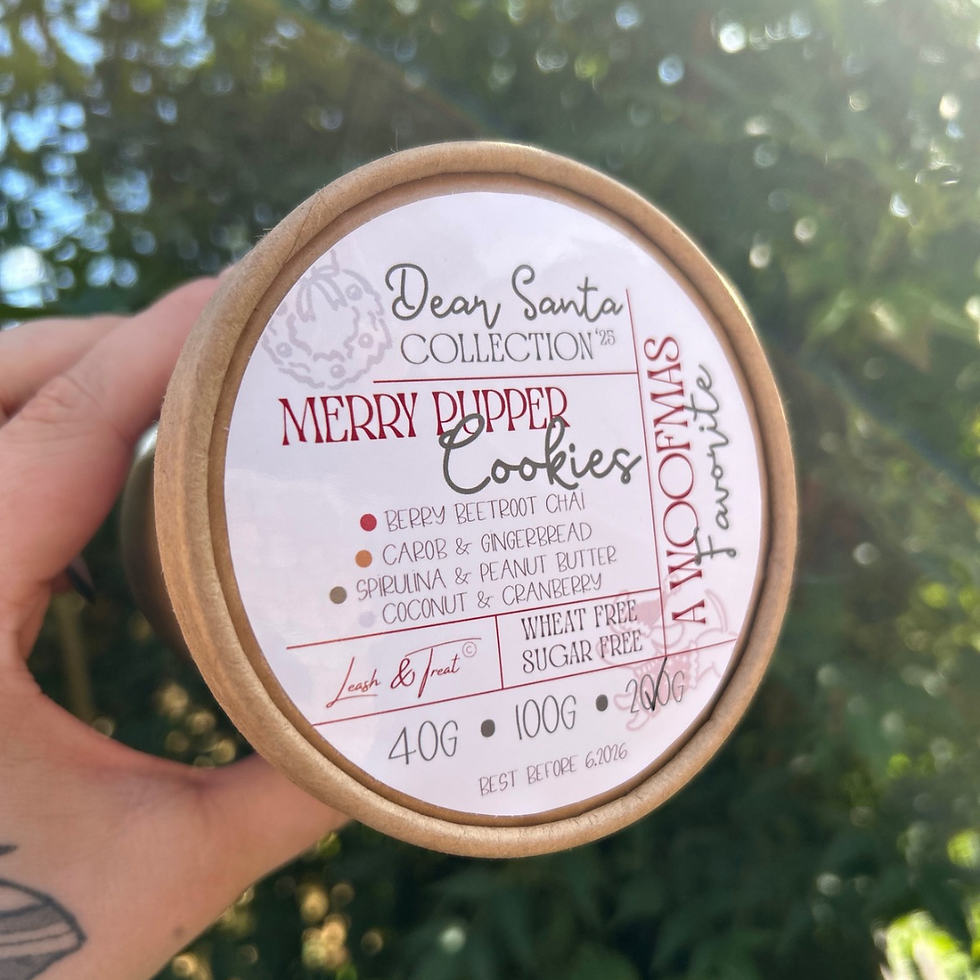 Dear Santa
COLLECTION '25
MERRY PUPPER
Cookies
BERRY BEETROOT CHAI
CAROB & GINGERBREAD
SPIRULINA & PEANUT BUTTER
COCONUT & CRANBERRY
A WOOFMAS
Favorite
Leash & Treat ©
WHEAT FREE
SUGAR FREE
40G • 100G • 200G
BEST BEFORE 6.2026